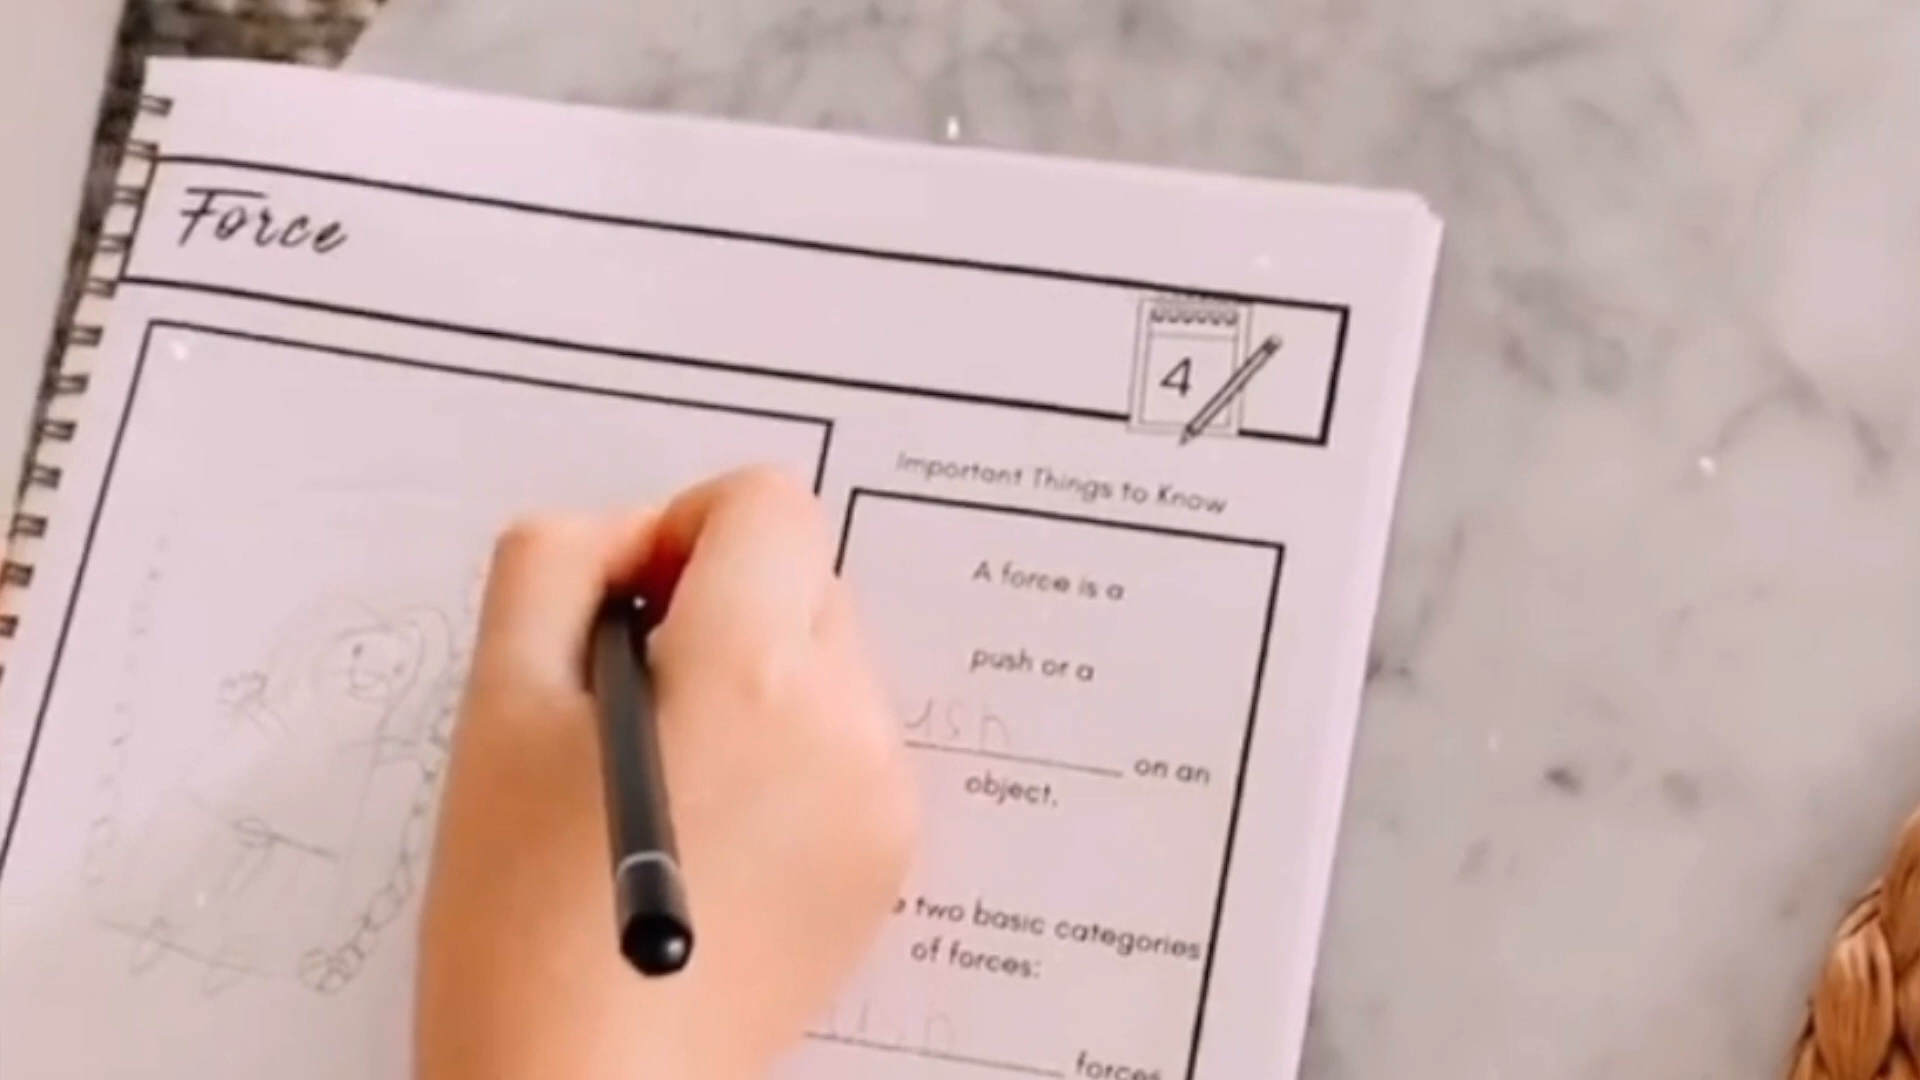 Force
4
Important Things to Know
A force is a
push or a
on an
object.
two basic categories
of forces:
forces